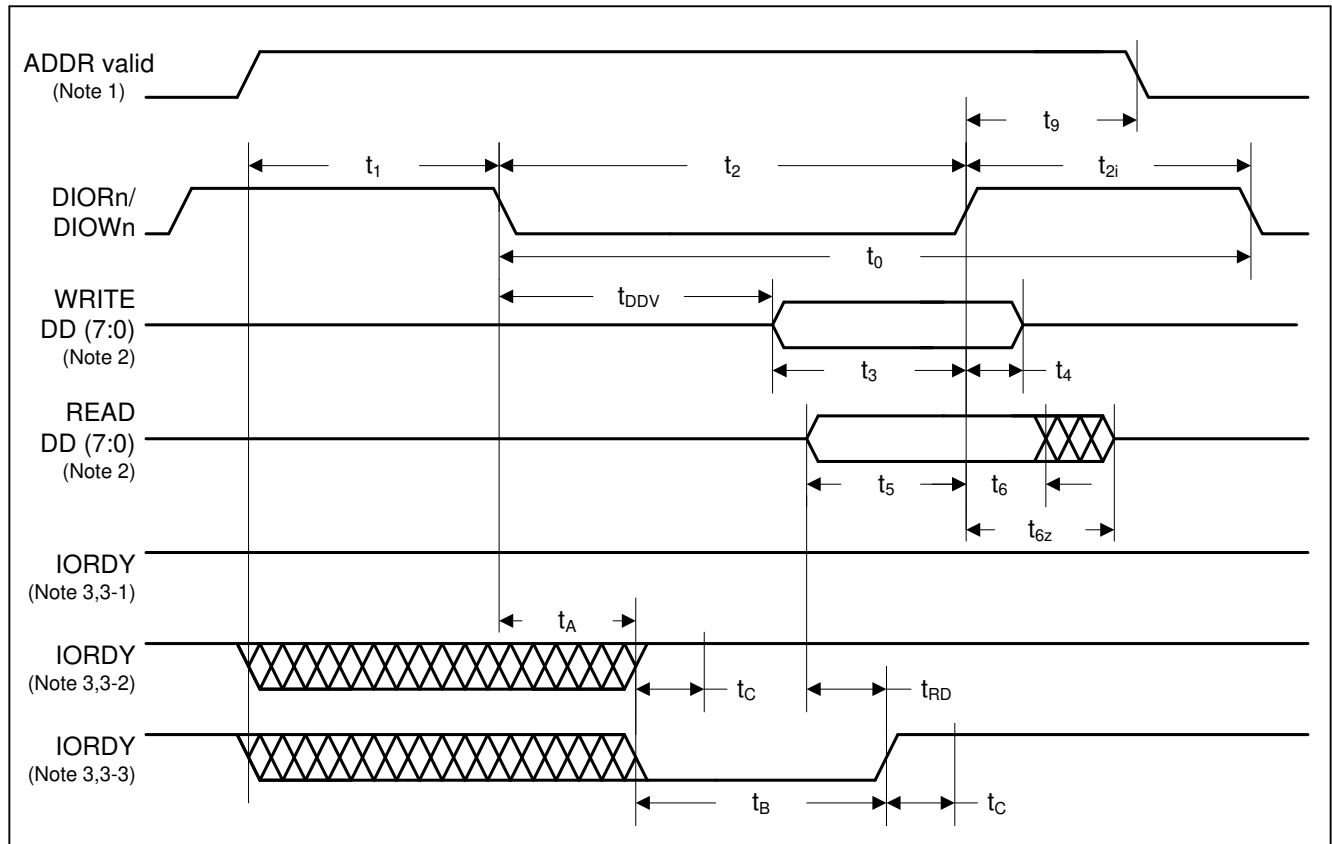 ADDR valid
(Note 1)
t9
t1
t2
t2i
DIORn/
DIOWn
t0
WRITE
DD (7:0)
(Note 2)
tDDV
t3
t4
READ
DD (7:0)
(Note 2)
t5
t6
t6z
IORDY
(Note 3,3-1)
tA
IORDY
(Note 3,3-2)
tC
tRD
IORDY
(Note 3,3-3)
tB
tC